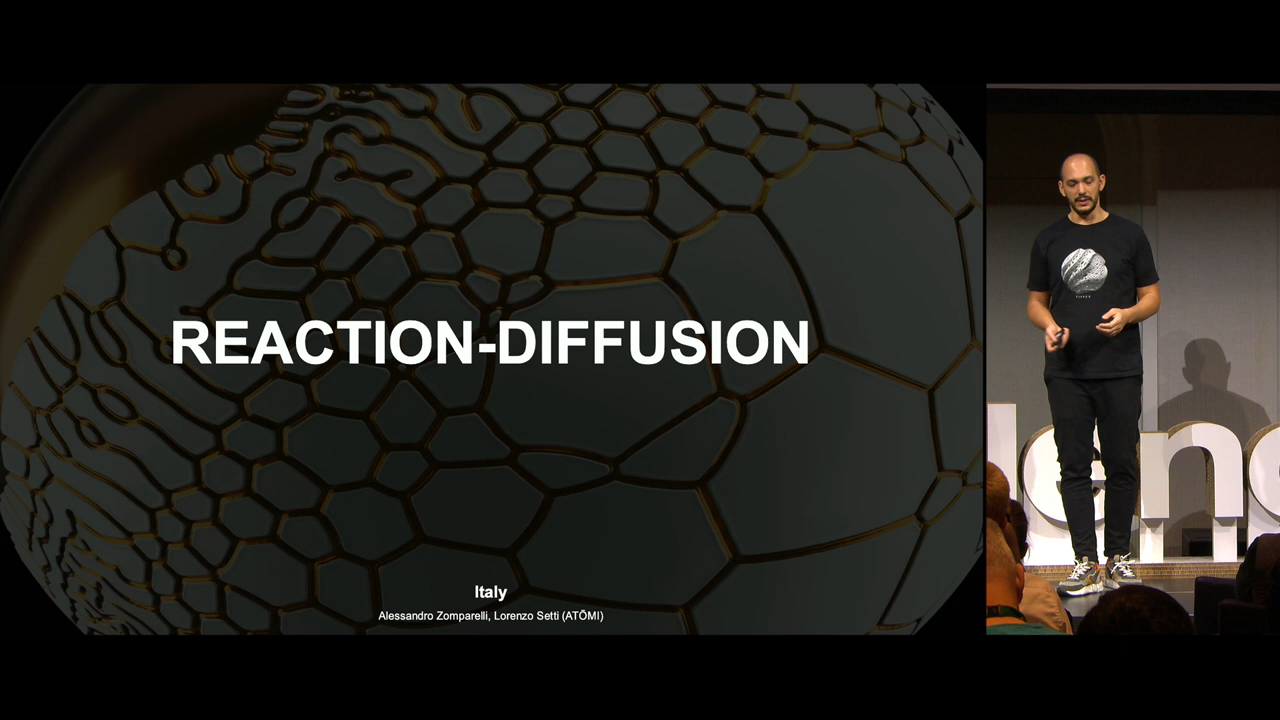 REACTION-DIFFUSION
Italy
Alessandro Zomparelli, Lorenzo Setti (ATŌMI)